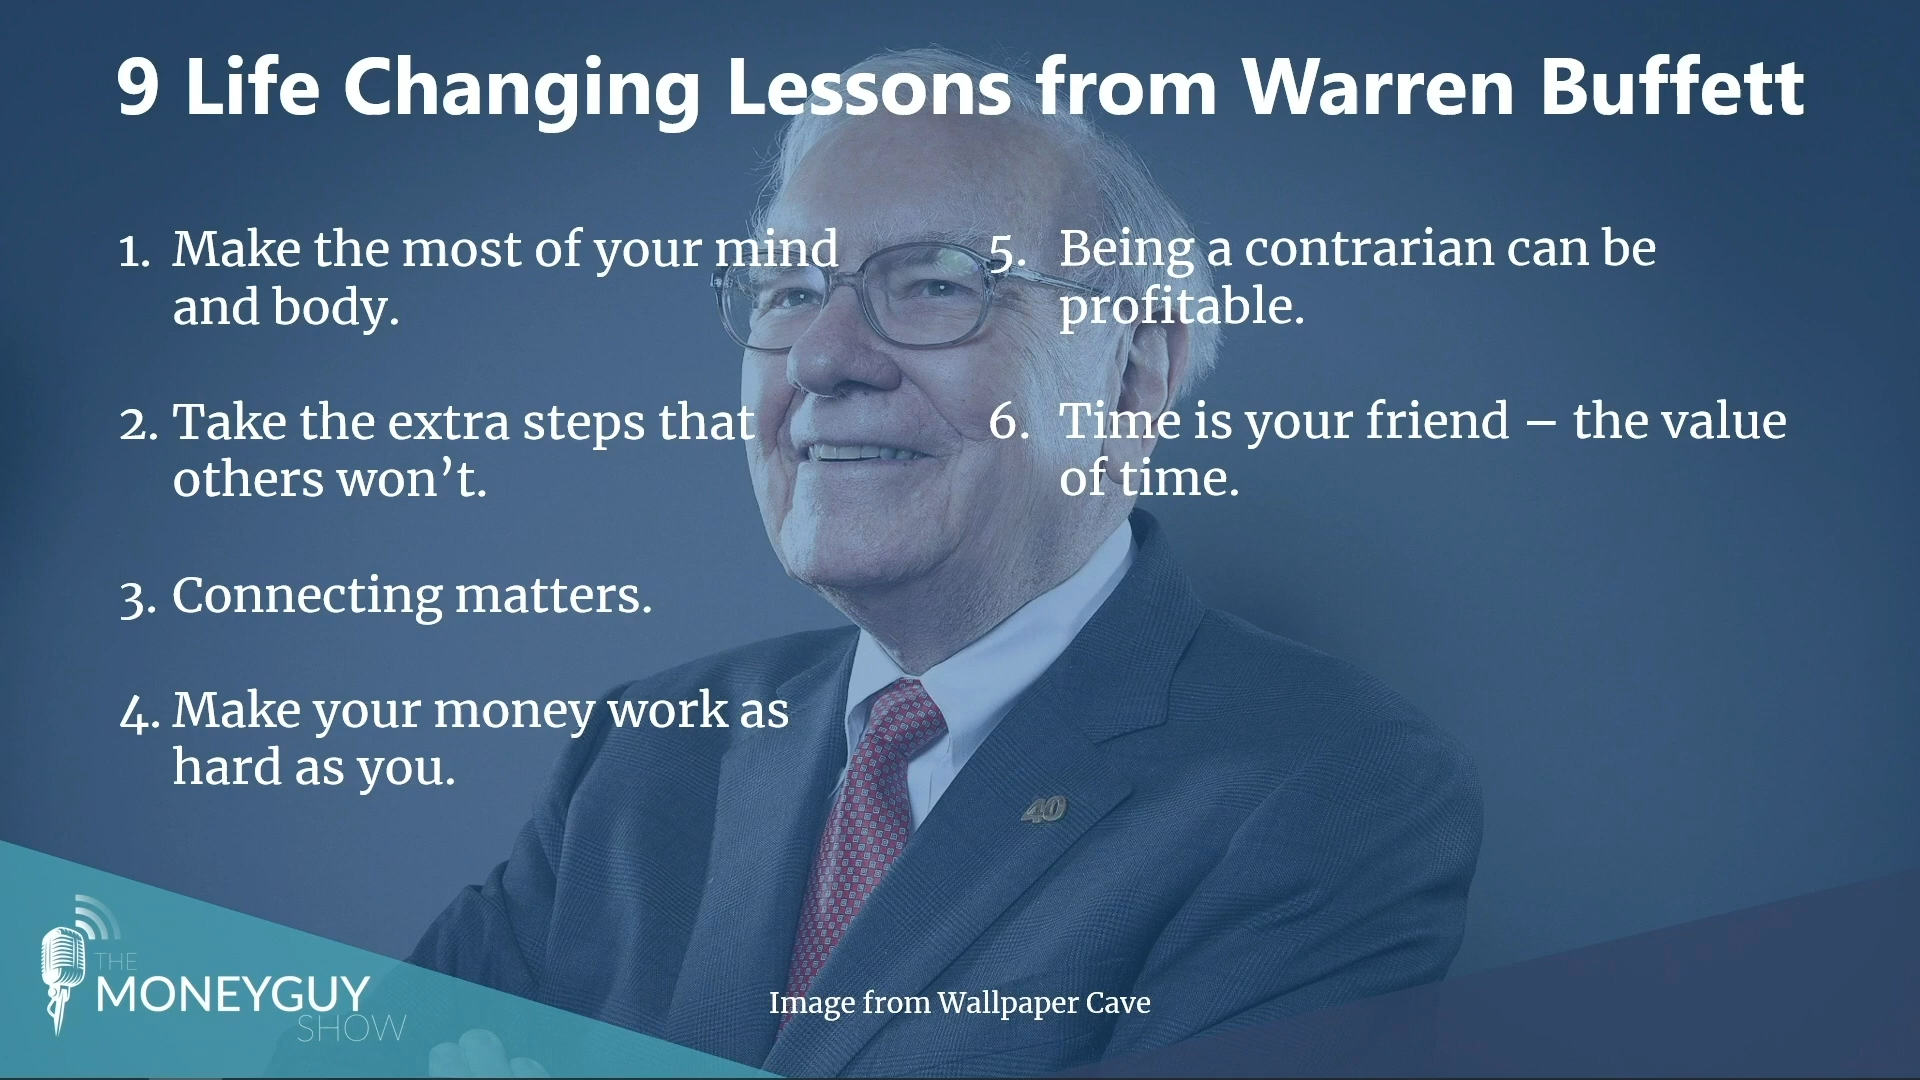 9 Life Changing Lessons from Warren Buffett
1. Make the most of your mind
and body.
2. Take the extra steps that
others won’t.
3. Connecting matters.
4. Make your money work as
hard as you.
5. Being a contrarian can be
profitable.
6. Time is your friend – the value
of time.
40
THE
MONEYGUY
SHOW
Image from Wallpaper Cave